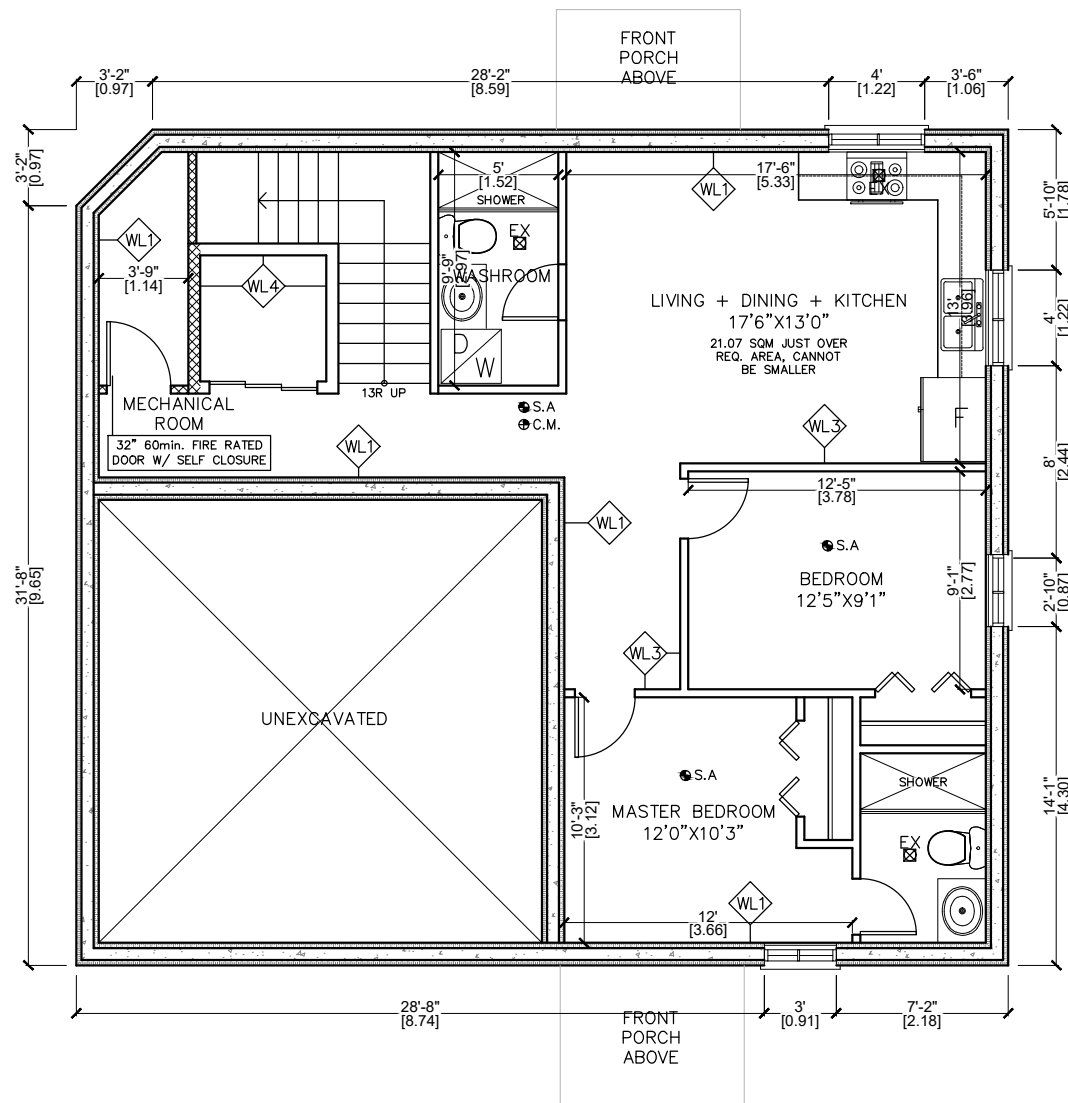 FRONT
PORCH
ABOVE
3'-2"
[0.97]
28'-2"
[8.59]
4'
[1.22]
3'-6"
[1.06]
3'-2"
[0.97]
5'
[1.52]
SHOWER
17'-6"
[5.33]
WL1
EX
5'-10"
[1.78]
WL1
3'-9"
[1.14]
WL4
EX
9'-9"
[2.97]
WASHROOM
W
LIVING + DINING + KITCHEN
17'6"X13'0"
21.07 SQM JUST OVER
REQ. AREA, CANNOT
BE SMALLER
4'
[1.22]
13R UP
S.A
C.M.
F
MECHANICAL
ROOM
32" 60min. FIRE RATED
DOOR W/ SELF CLOSURE
WL1
WL3
8'
[2.44]
12'-5"
[3.78]
WL1
S.A
BEDROOM
12'5"X9'1"
9'-1"
[2.77]
2'-10"
[0.87]
31'-8"
[9.65]
WL3
UNEXCAVATED
S.A
MASTER BEDROOM
12'0"X10'3"
10'-3"
[3.12]
SHOWER
EX
14'-1"
[4.30]
WL1
12'
[3.66]
28'-8"
[8.74]
3'
[0.91]
7'-2"
[2.18]
FRONT
PORCH
ABOVE